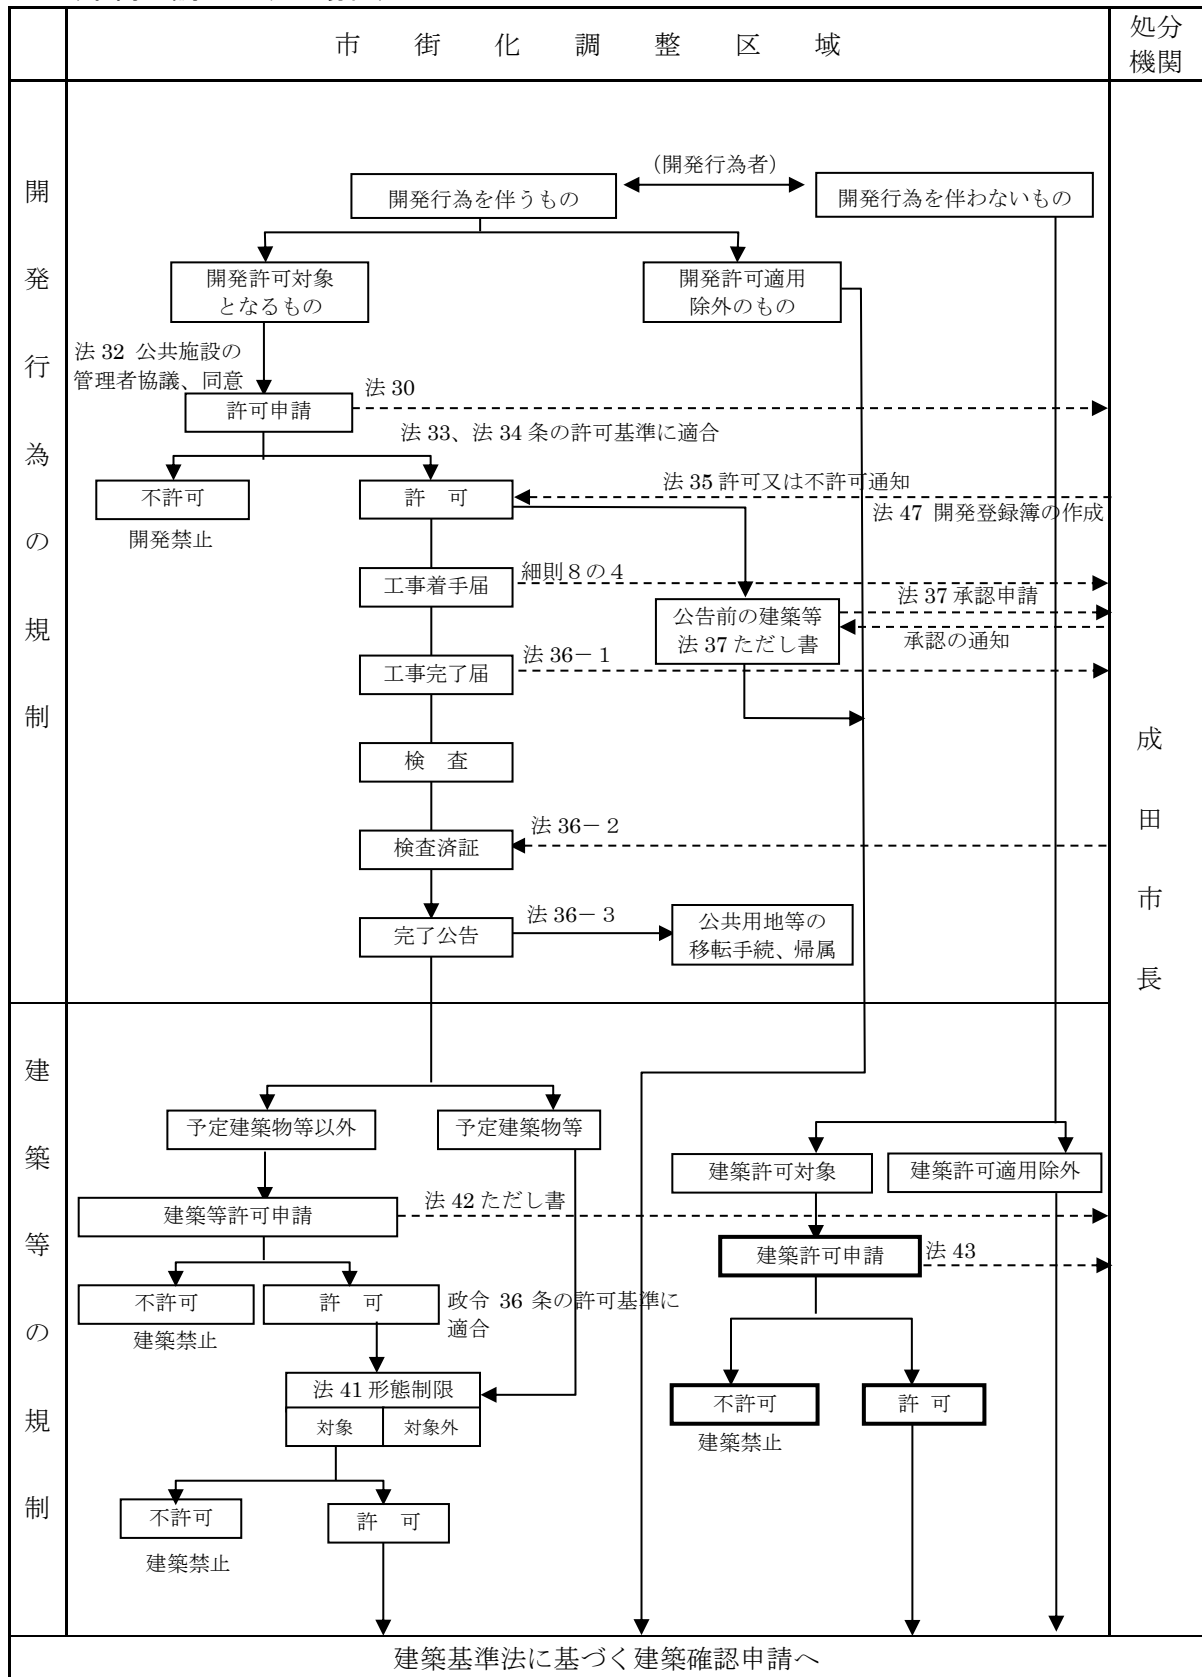 市街化調整区域
処分
機関
開発行為の規制
(開発行為者)
開発行為を伴うもの
開発行為を伴わないもの
開発許可対象
となるもの
開発許可適用
除外のもの
法 32 公共施設の
管理者協議、同意
許可申請
法 30
法 33、法 34 条の許可基準に適合
不許可
開発禁止
許 可
法 35 許可又は不許可通知
法 47 開発登録簿の作成
工事着手届
細則8の4
公告前の建築等
法 37 ただし書
法 37 承認申請
承認の通知
工事完了届
法 36-1
検 査
検査済証
法 36-2
完了公告
法 36-3
公共用地等の
移転手続、帰属
成田市長
建築等の規制
予定建築物等以外
予定建築物等
建築許可対象
建築許可適用除外
建築等許可申請
法 42 ただし書
建築許可申請
法 43
不許可
建築禁止
許 可
政令 36 条の許可基準に
適合
法 41 形態制限
対象
対象外
不許可
建築禁止
許 可
不許可
建築禁止
許 可
建築基準法に基づく建築確認申請へ